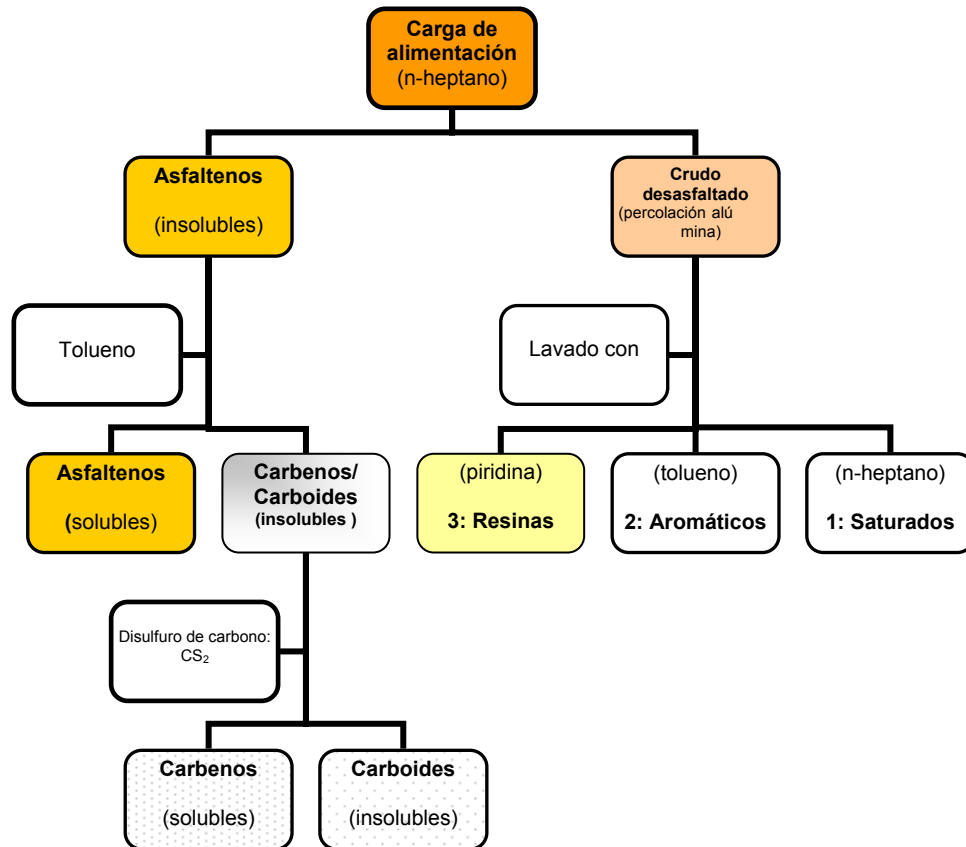 Carga de
alimentación
(n-heptano)
Asfaltenos
(insolubles)
Crudo
desasfaltado
(percolación alú
mina)
Tolueno
Lavado con
Asfaltenos
(solubles)
Carbenos/
Carboides
(insolubles )
(piridina)
3: Resinas
(tolueno)
2: Aromáticos
(n-heptano)
1: Saturados
Disulfuro de carbono:
CS₂
Carbenos
(solubles)
Carboides
(insolubles)